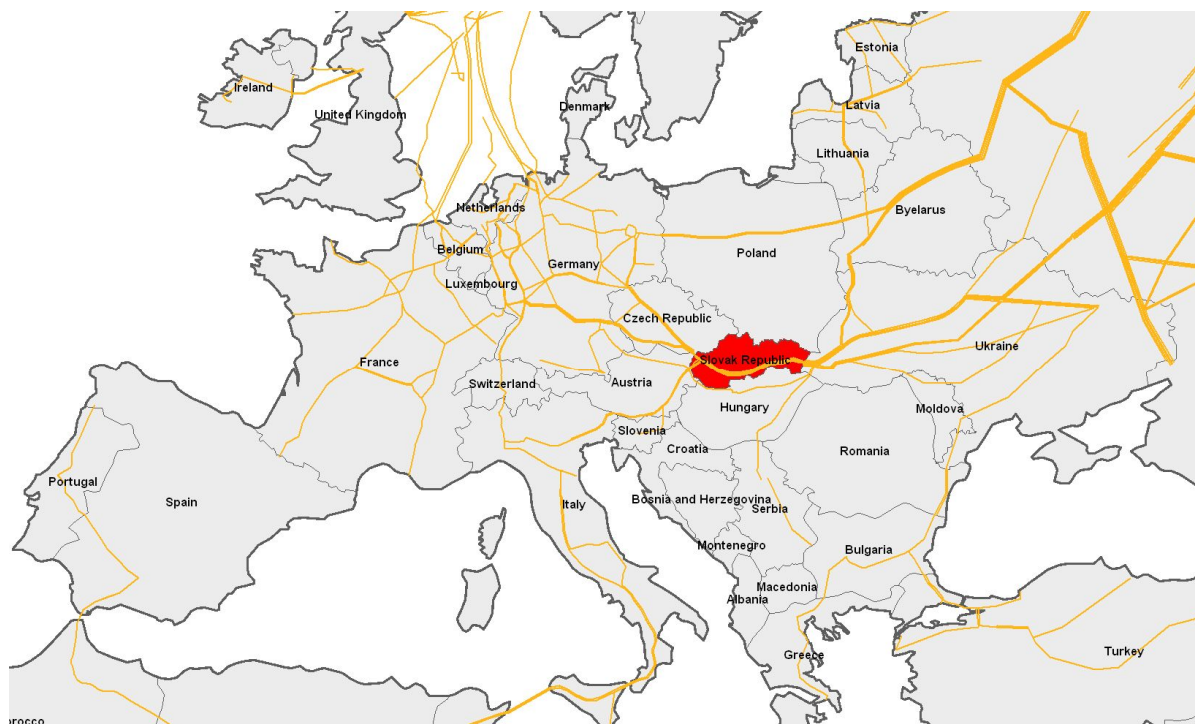 Estonia
Ireland
Latvia
Denmark
United Kingdom
Lithuania
Netherlands
Byelarus
Belgium
Poland
Germany
Luxembourg
Czech Republic
Ukraine
Slovak Republic
France
Switzerland
Austria
Hungary
Moldova
Slovenia
Croatia
Romania
Portugal
Spain
Bosnia and Herzegovina
Italy
Serbia
Montenegro
Bulgaria
Macedonia
Albania
Greece
Turkey
orocco